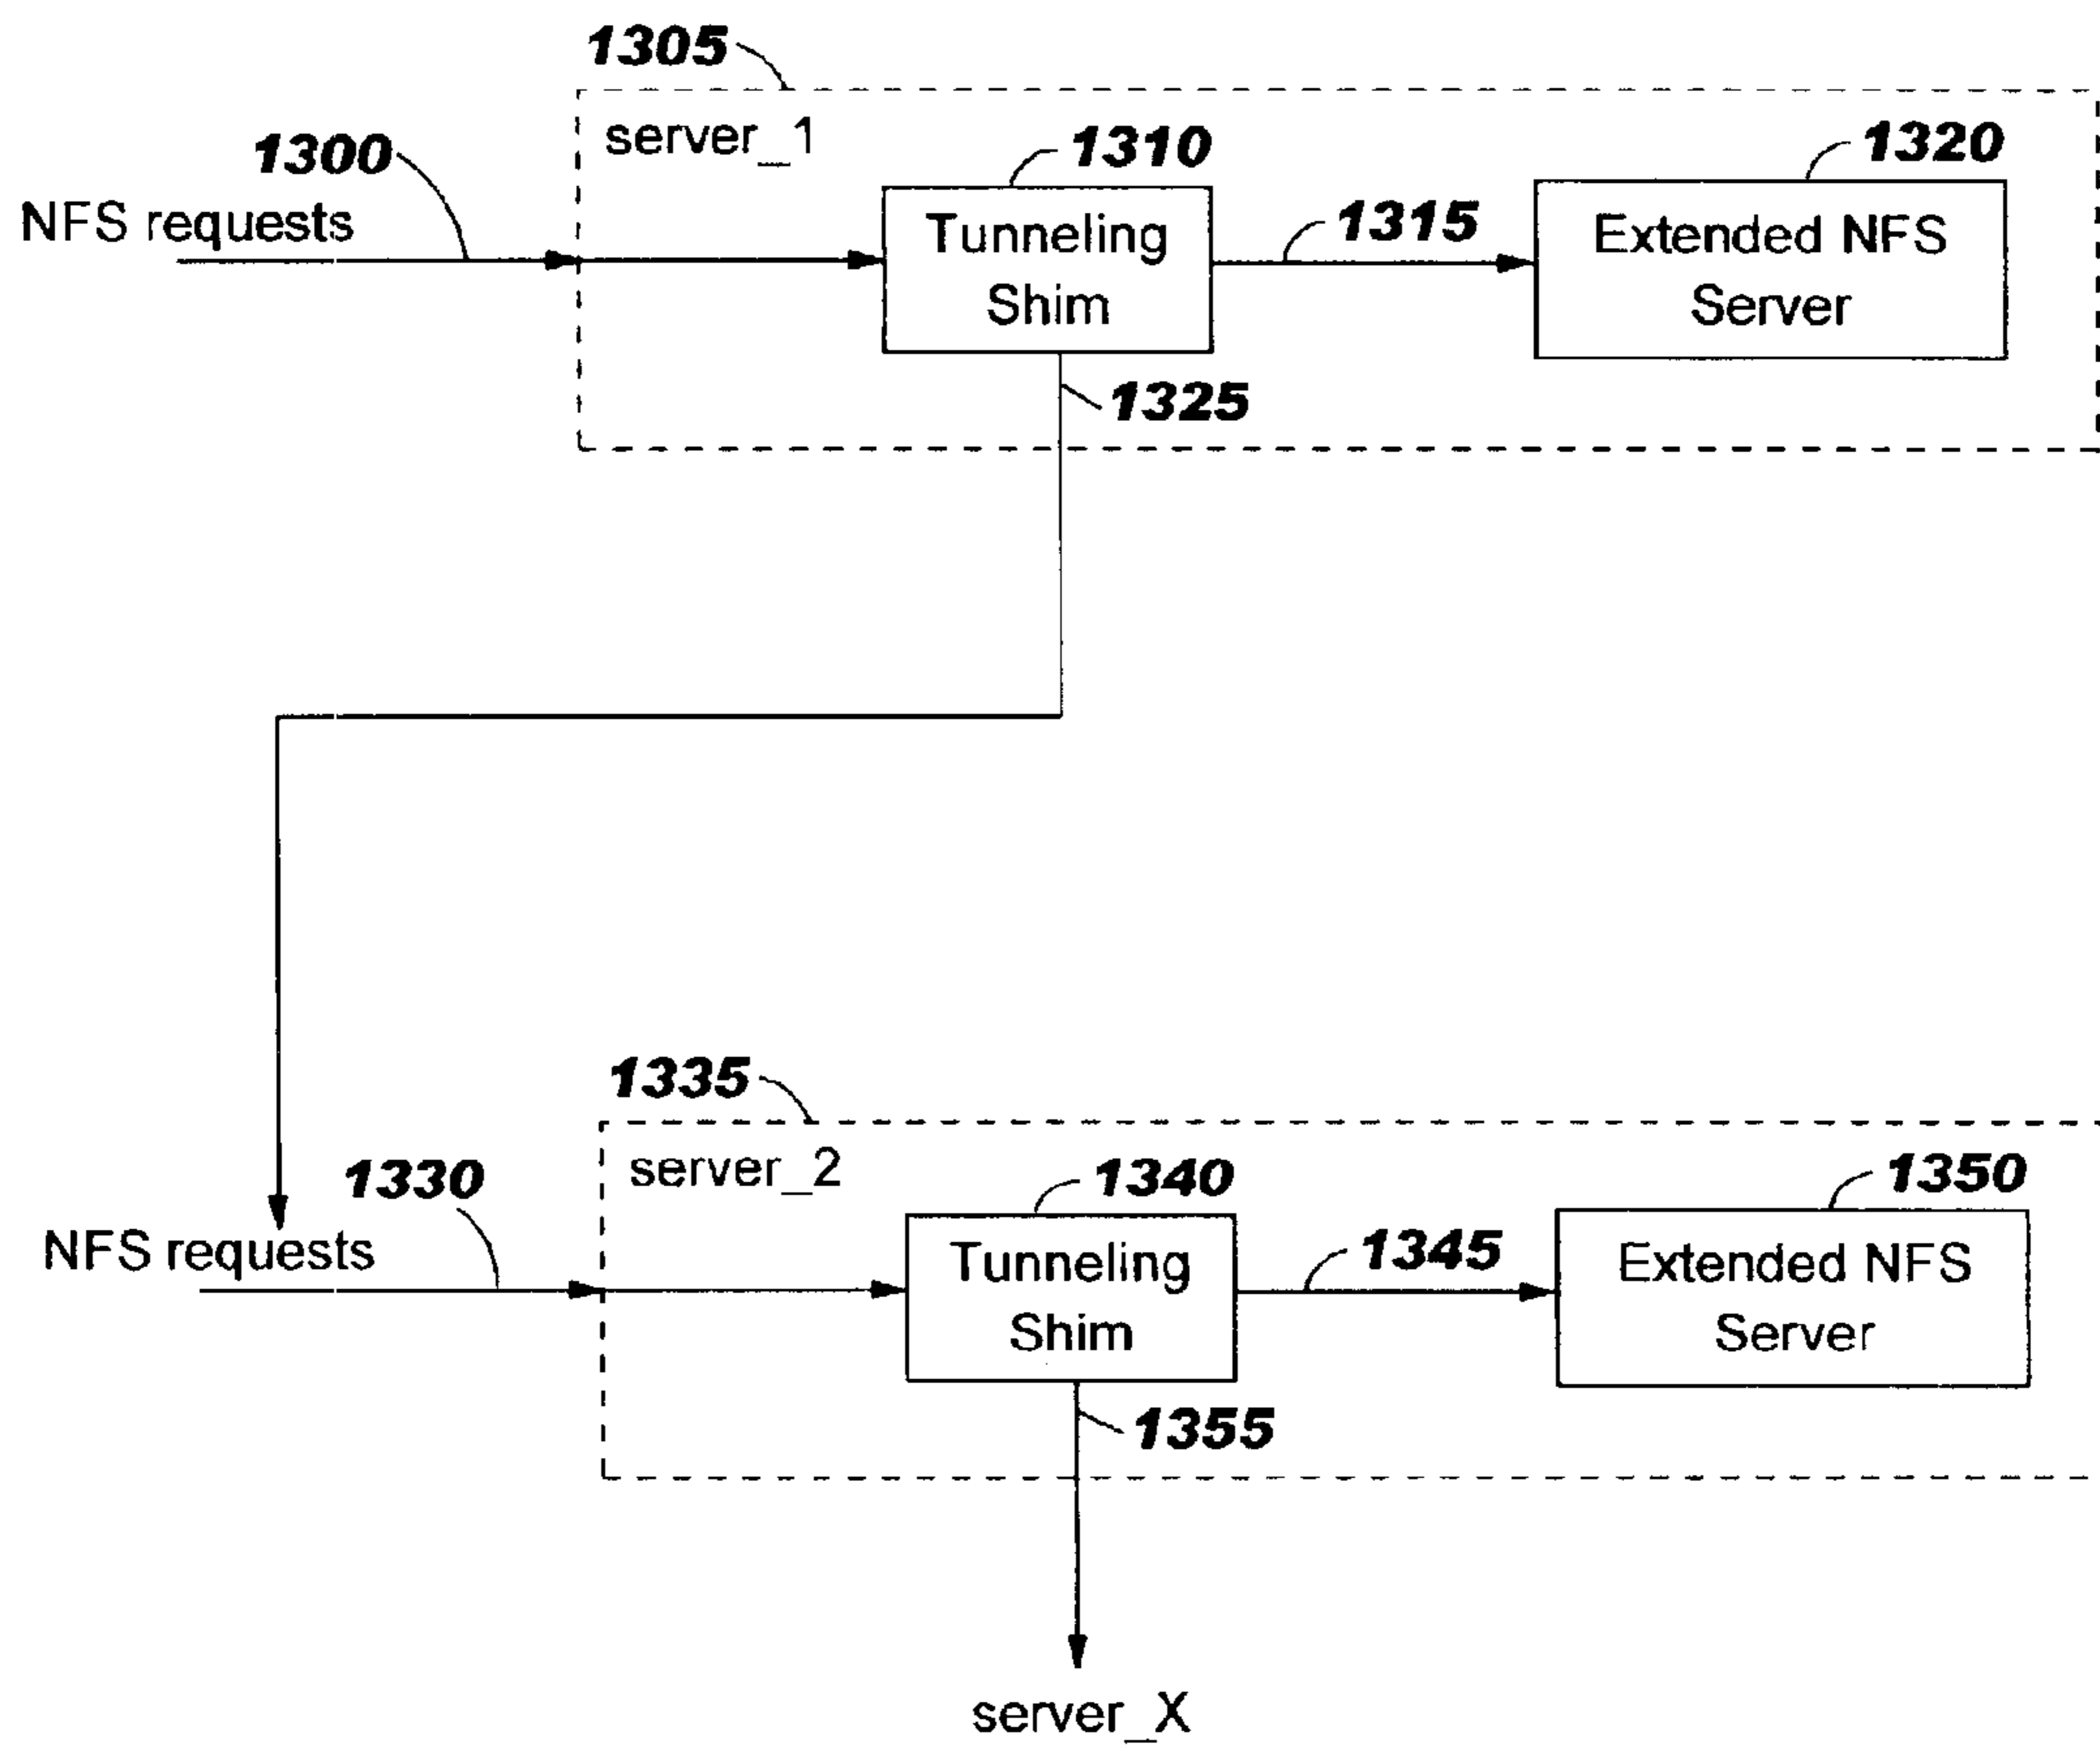 1305
server_1
1300
1310
1320
NFS requests
1315
Tunneling
Shim
Extended NFS
Server
1325
1335
server_2
1330
1340
1350
NFS requests
1345
Tunneling
Shim
Extended NFS
Server
1355
server_X